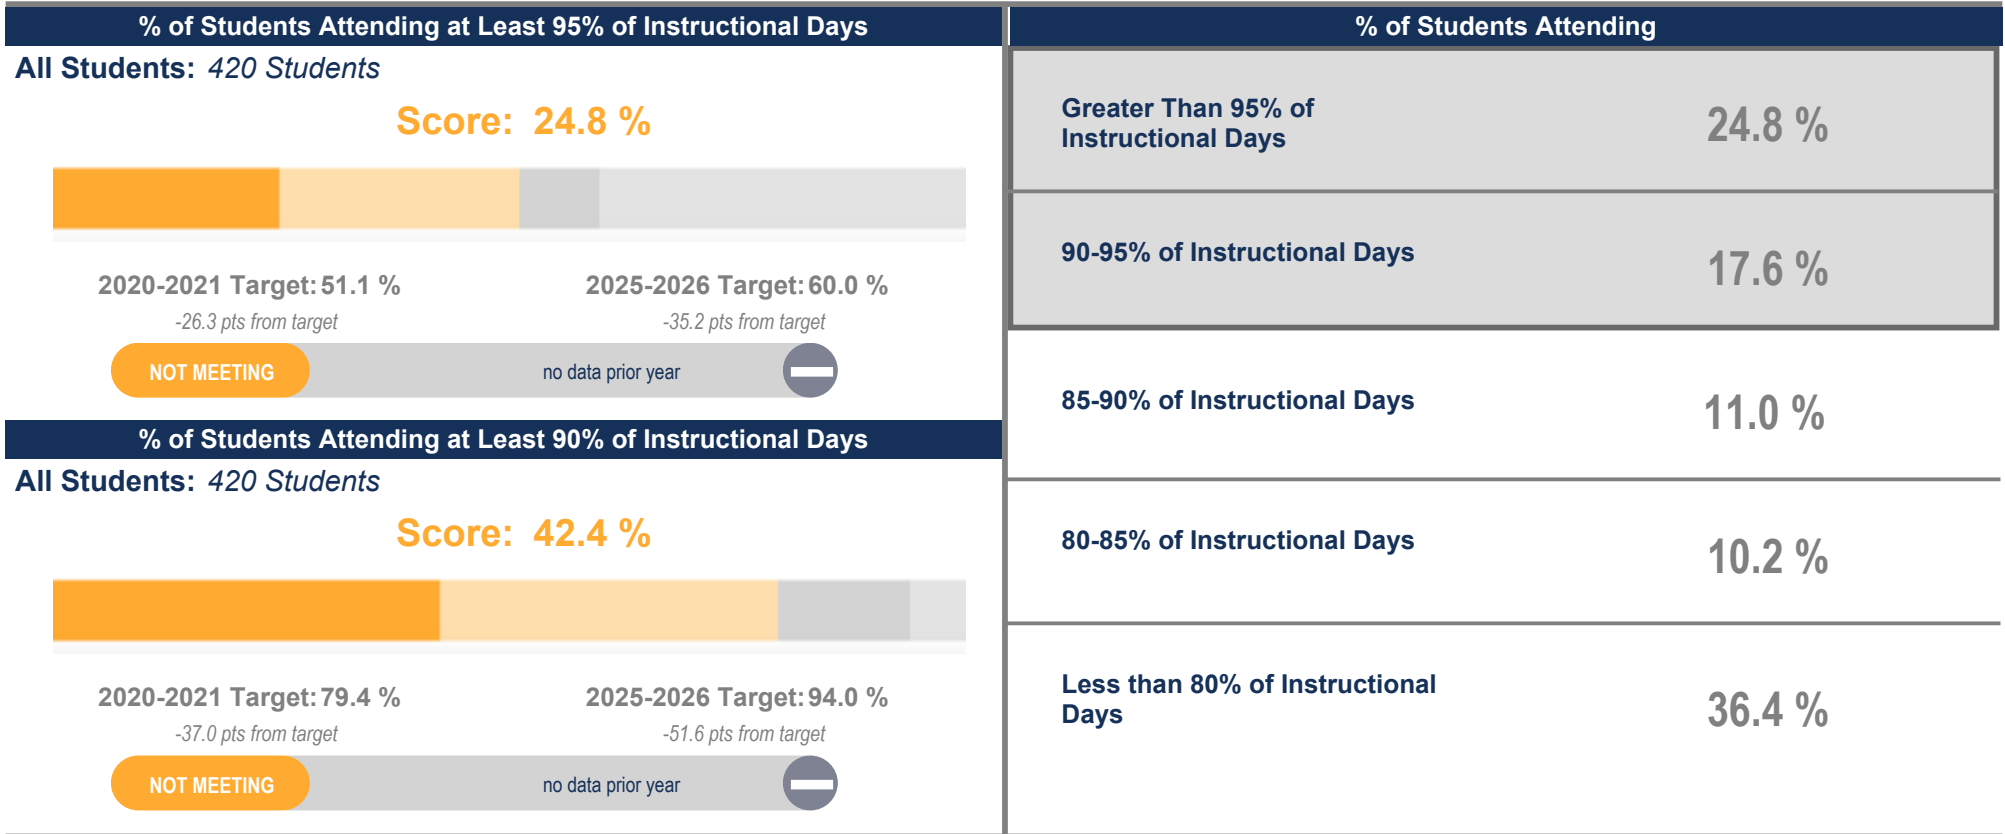 % of Students Attending at Least 95% of Instructional Days
All Students: 420 Students
Score: 24.8 %
2020-2021 Target: 51.1 %
-26.3 pts from target
2025-2026 Target: 60.0 %
-35.2 pts from target
NOT MEETING
no data prior year
% of Students Attending at Least 90% of Instructional Days
All Students: 420 Students
Score: 42.4 %
2020-2021 Target: 79.4 %
-37.0 pts from target
2025-2026 Target: 94.0 %
-51.6 pts from target
NOT MEETING
no data prior year
% of Students Attending
Greater Than 95% of
Instructional Days
24.8 %
90-95% of Instructional Days
17.6 %
85-90% of Instructional Days
11.0 %
80-85% of Instructional Days
10.2 %
Less than 80% of Instructional
Days
36.4 %